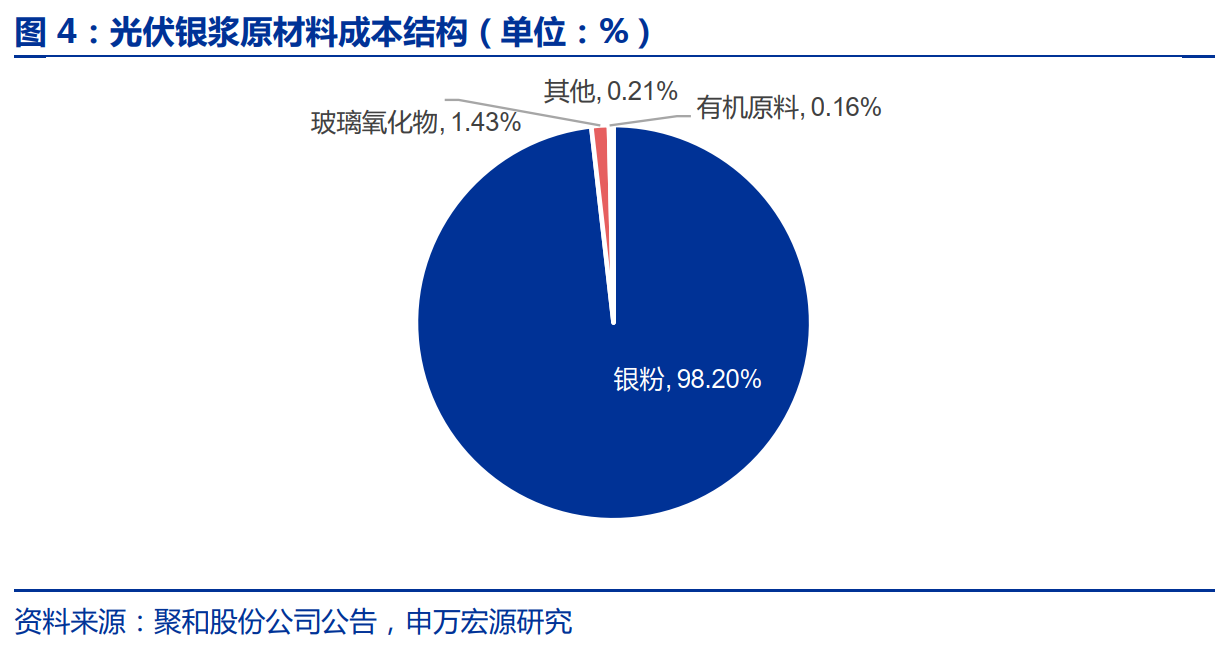 图 4：光伏银浆原材料成本结构（单位：%）
其他, 0.21%
有机原料, 0.16%
玻璃氧化物, 1.43%
银粉, 98.20%
资料来源：聚和股份公司公告，申万宏源研究